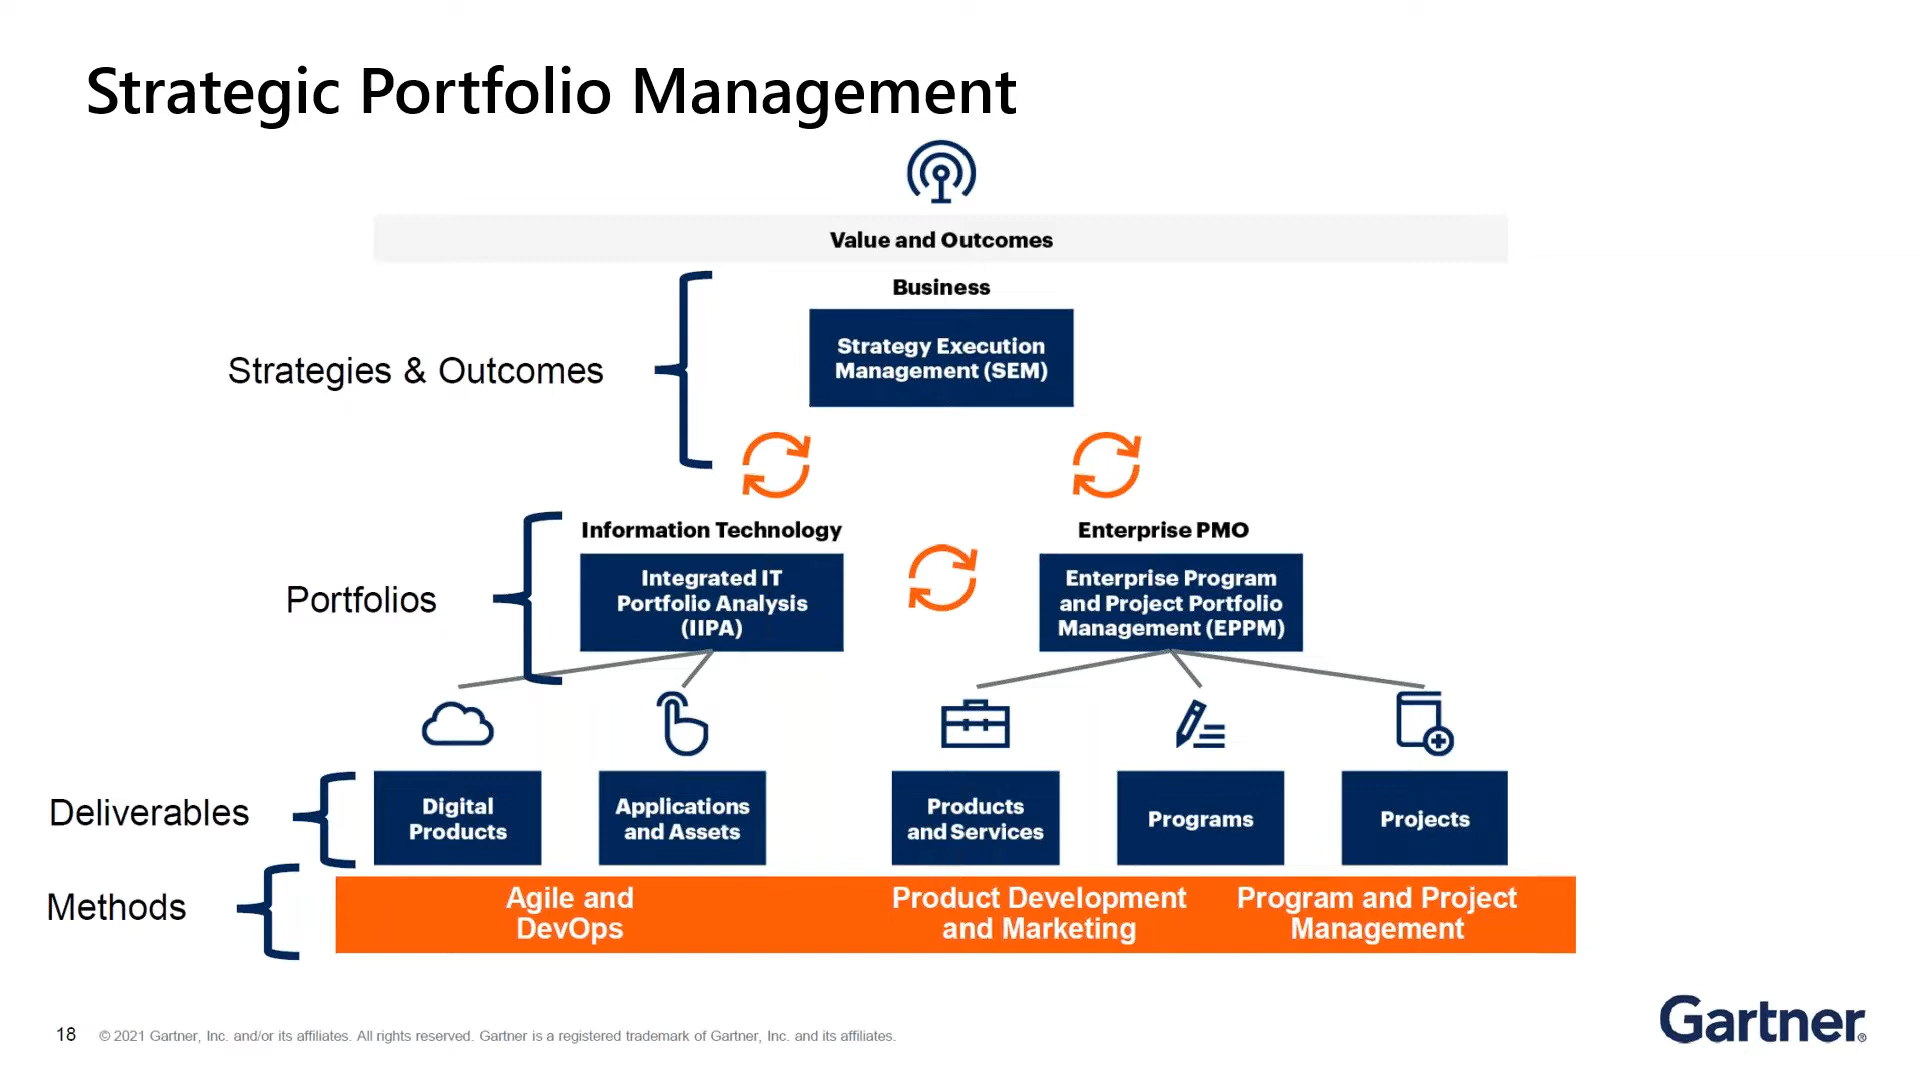 Strategic Portfolio Management
Value and Outcomes
Business
Strategy Execution
Management (SEM)
Strategies & Outcomes
Information Technology
Integrated IT
Portfolio Analysis
(IIPA)
Enterprise PMO
Enterprise Program
and Project Portfolio
Management (EPPM)
Portfolios
Deliverables
Digital
Products
Applications
and Assets
Products
and Services
Programs
Projects
Methods
Agile and
DevOps
Product Development
and Marketing
Program and Project
Management
18 © 2021 Gartner, Inc. and/or its affiliates. All rights reserved. Gartner is a registered trademark of Gartner, Inc. and its affiliates.
Gartner®